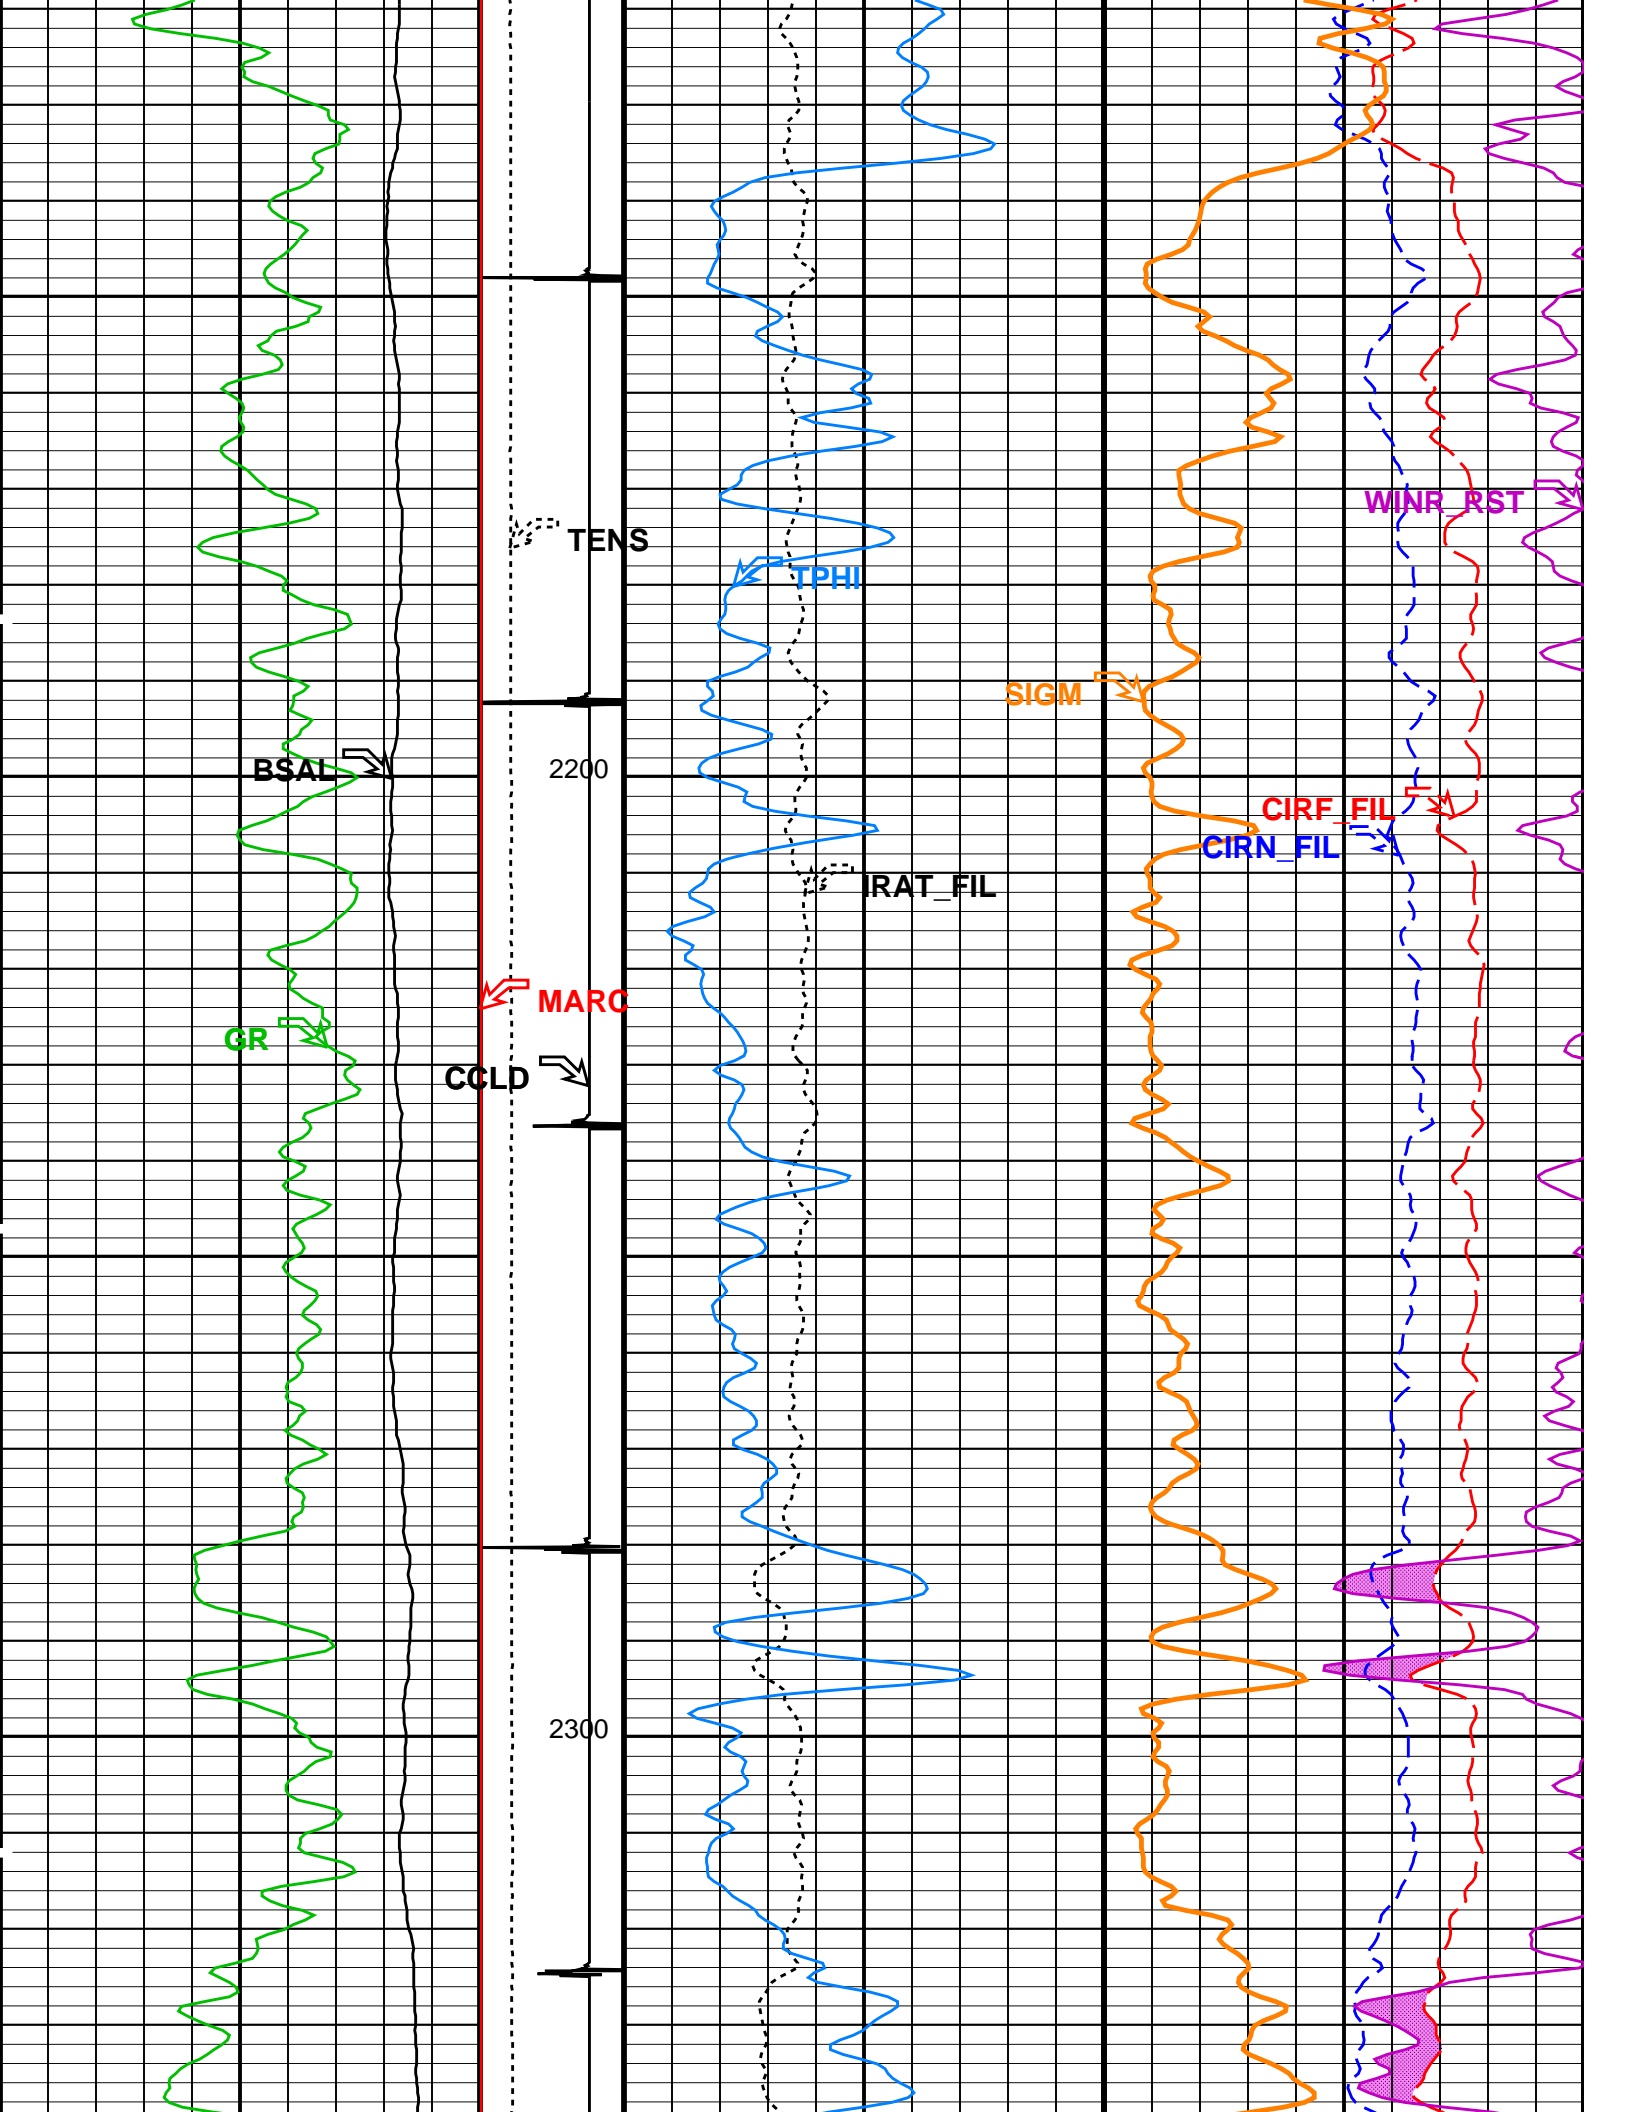 WINR_RST
TENS
TPHI
SIGM
BSAL
2200
CIRF_FIL
CIRN_FIL
IRAT_FIL
MARC
GR
CCLD
2300